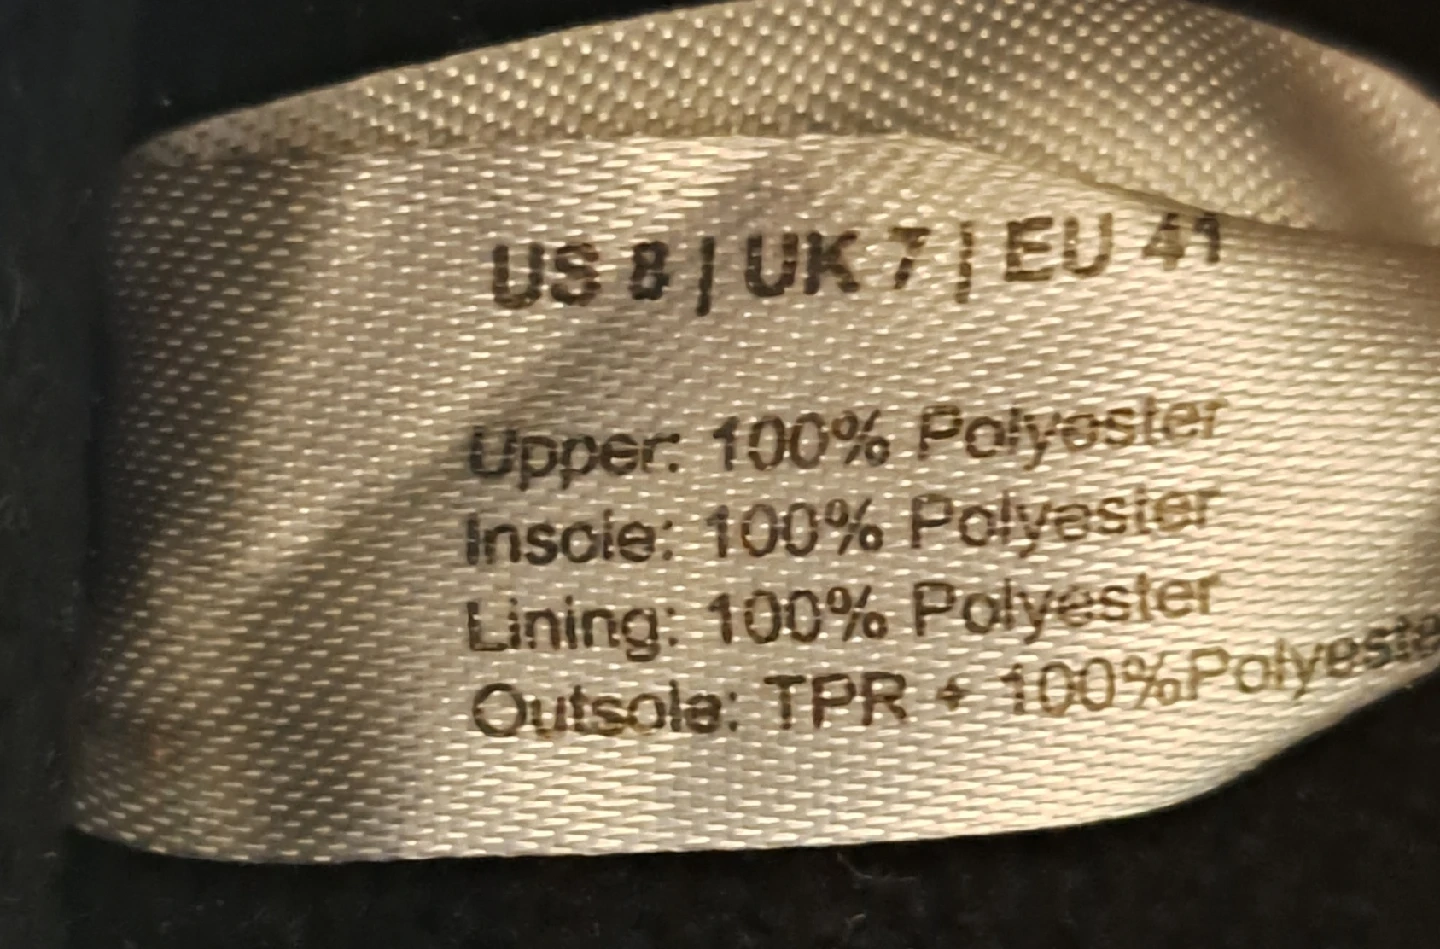 US 8 | UK 7 | EU 41
Upper: 100% Polyester
Insole: 100% Polyester
Lining: 100% Polyester
Outsole: TPR + 100%Polyeste